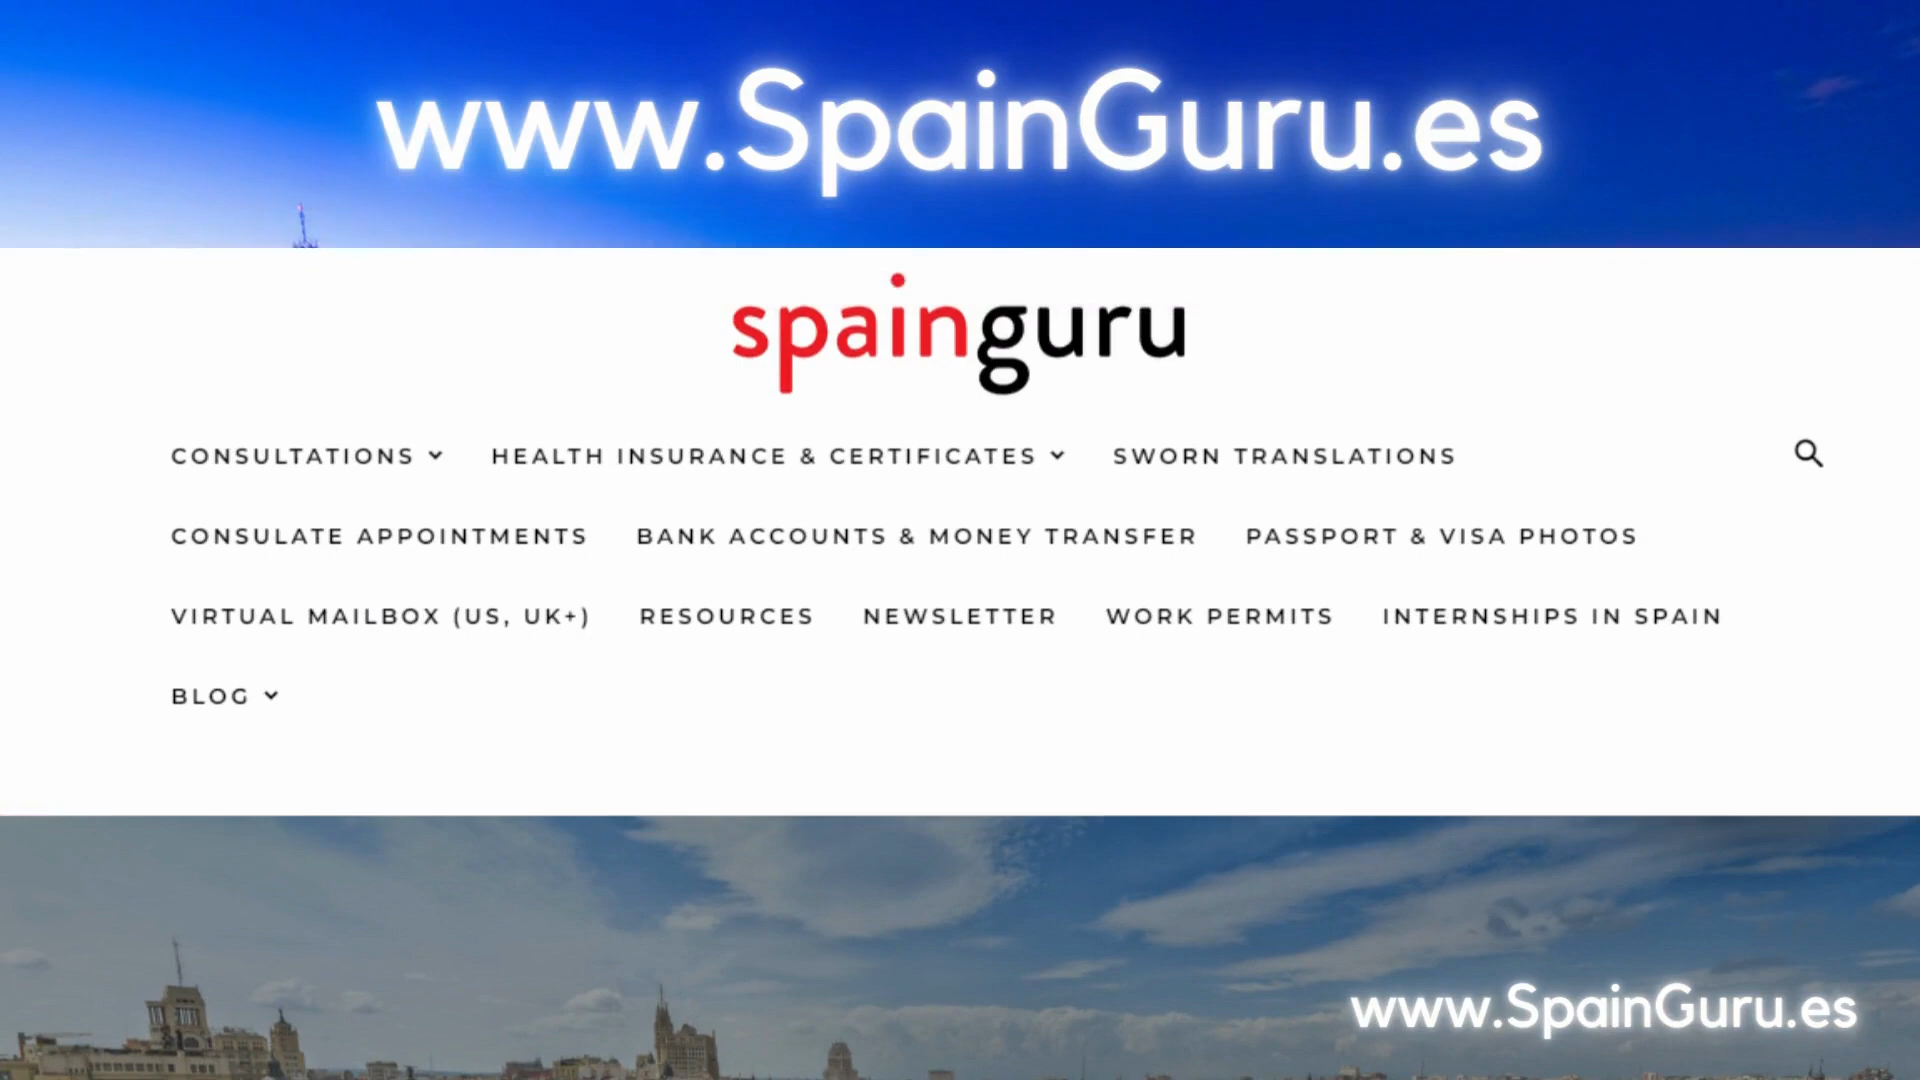 www.SpainGuru.es
spainguru
CONSULTATIONS HEALTH INSURANCE & CERTIFICATES SWORN TRANSLATIONS
CONSULATE APPOINTMENTS BANK ACCOUNTS & MONEY TRANSFER PASSPORT & VISA PHOTOS
VIRTUAL MAILBOX (US, UK+) RESOURCES NEWSLETTER WORK PERMITS INTERNSHIPS IN SPAIN
BLOG
www.SpainGuru.es